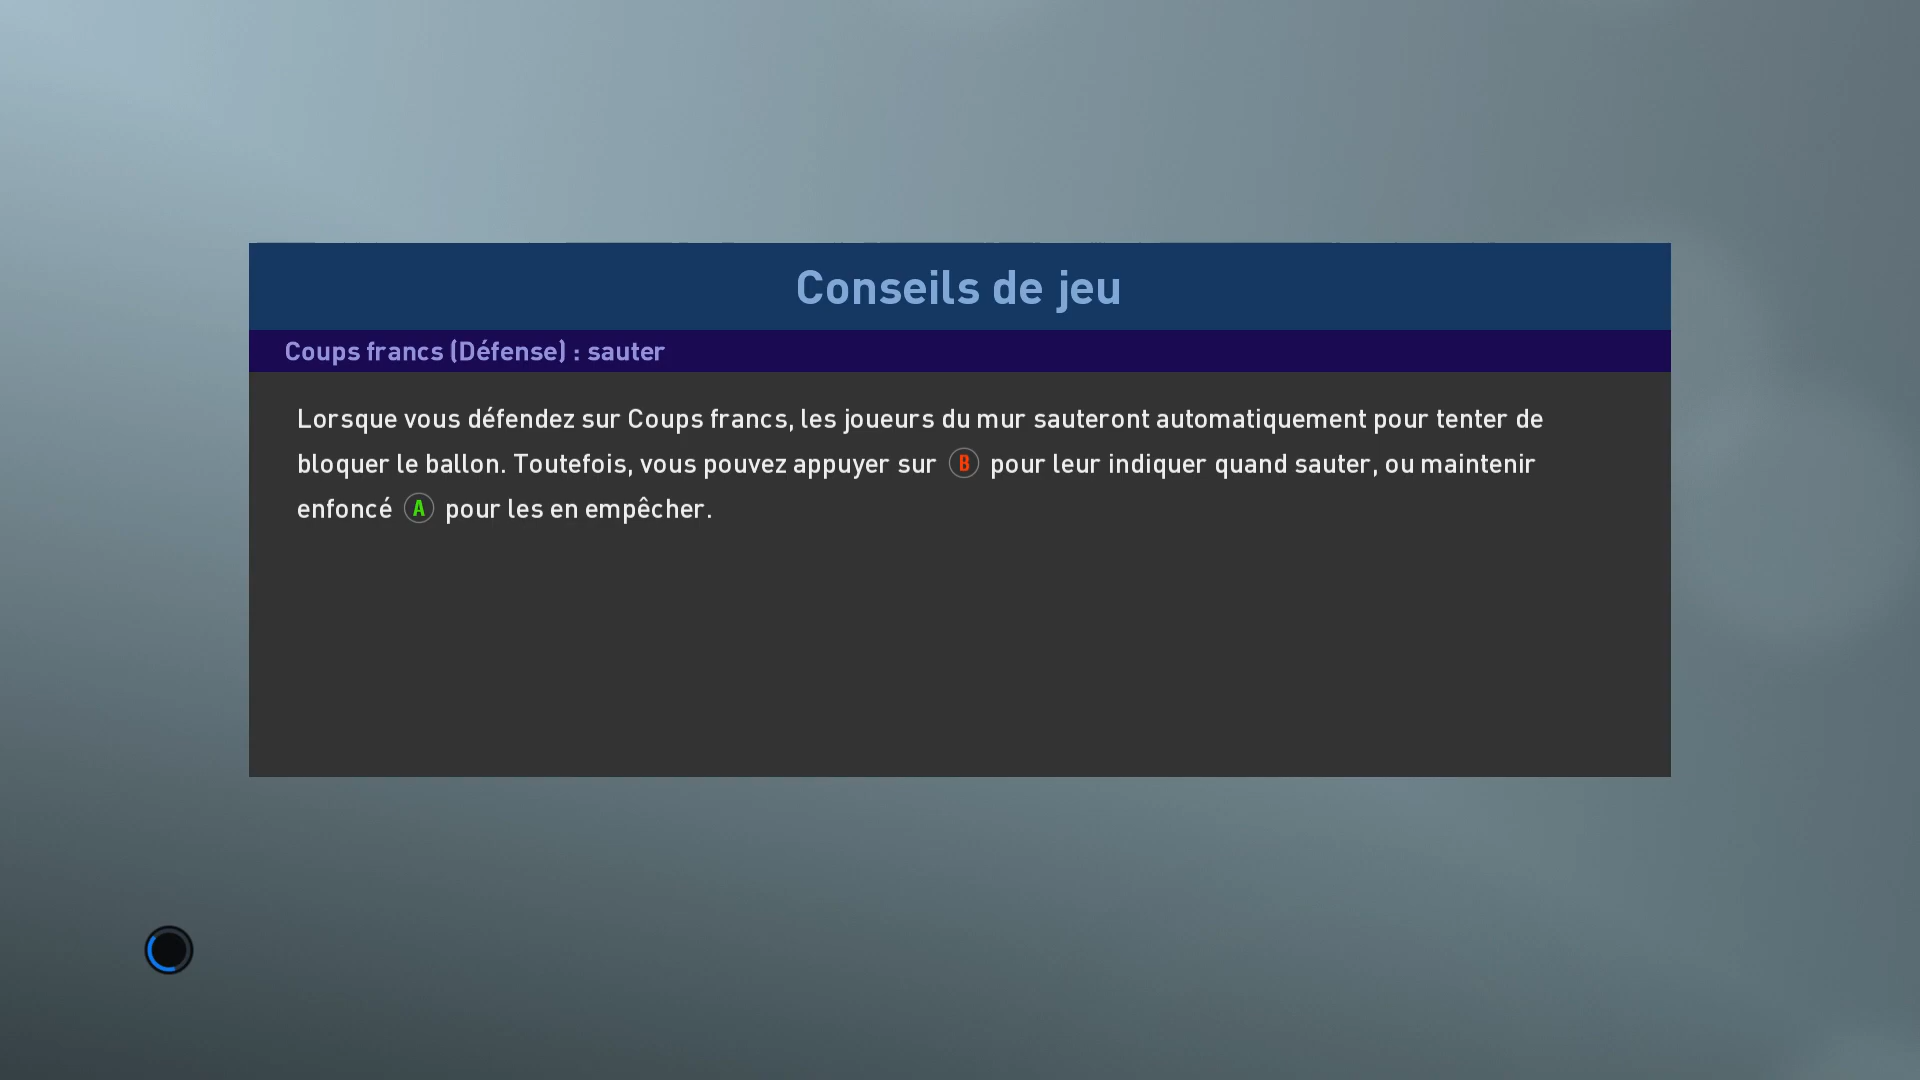 Conseils de jeu
Coups francs (Défense) : sauter
Lorsque vous défendez sur Coups francs, les joueurs du mur sauteront automatiquement pour tenter de
bloquer le ballon. Toutefois, vous pouvez appuyer sur B pour leur indiquer quand sauter, ou maintenir
enfoncé A pour les en empêcher.